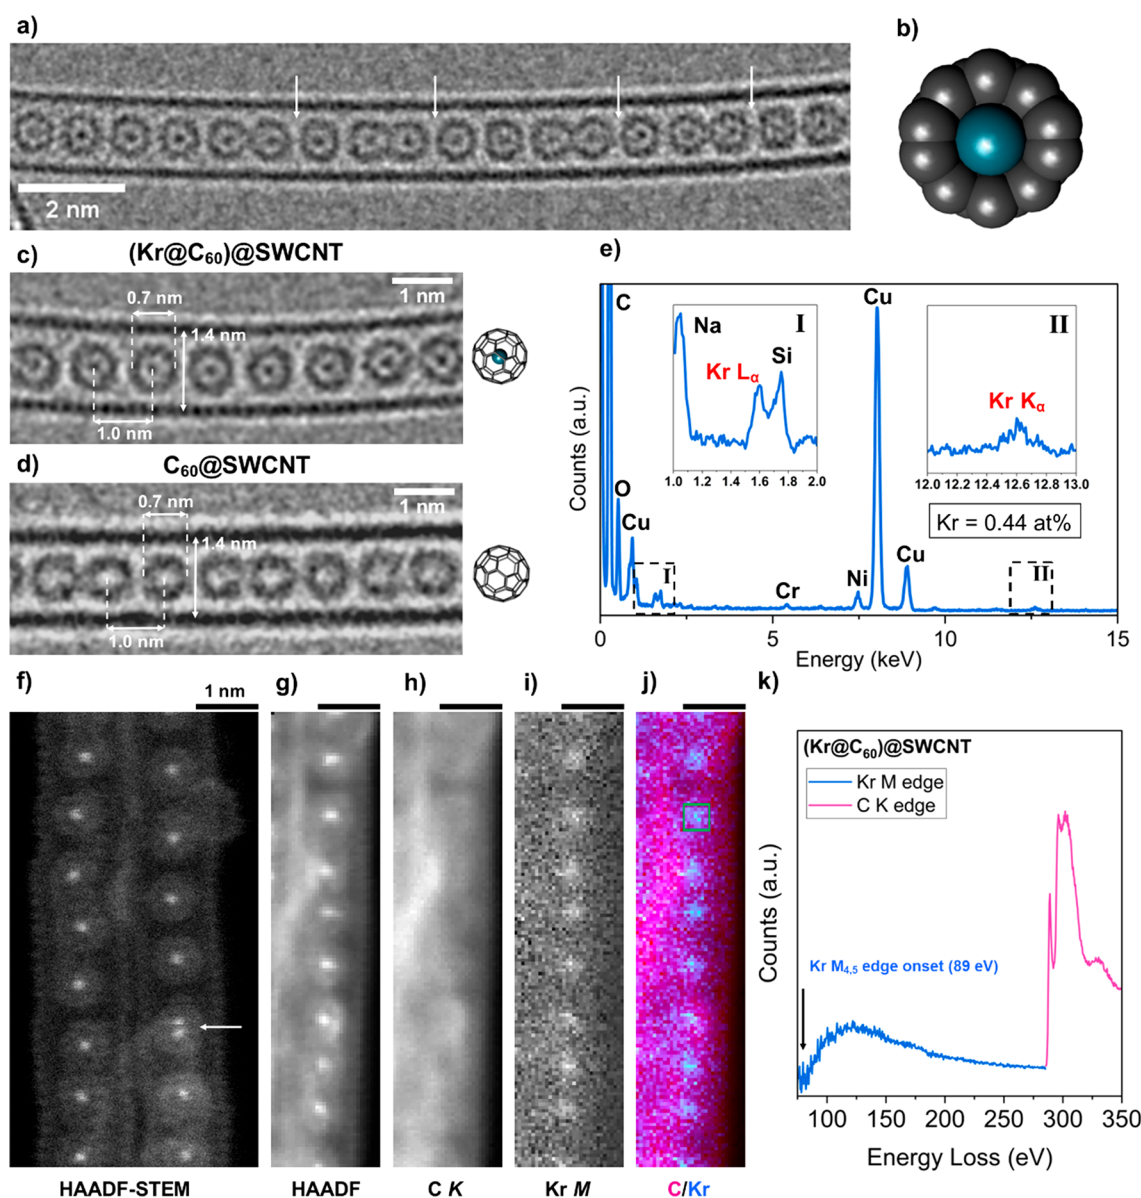 a)
2 nm
b)
c)
(Kr@C60)@SWCNT
1 nm
0.7 nm
1.4 nm
1.0 nm
d)
C60@SWCNT
1 nm
0.7 nm
1.4 nm
1.0 nm
e)
Counts (a.u.)
C
O
Cu
I
Cr
Ni
Cu
Cu
II
0 5 10 15
Energy (keV)
Na
I
Kr Lα
Si
1.0 1.2 1.4 1.6 1.8 2.0
II
Kr Kα
12.0 12.2 12.4 12.6 12.8 13.0
Kr = 0.44 at%
f)
1 nm
HAADF-STEM
g)
HAADF
h)
C K
i)
Kr M
j)
C/Kr
k)
(Kr@C60)@SWCNT
Kr M edge
C K edge
Counts (a.u.)
Kr M4,5 edge onset (89 eV)
100 150 200 250 300 350
Energy Loss (eV)